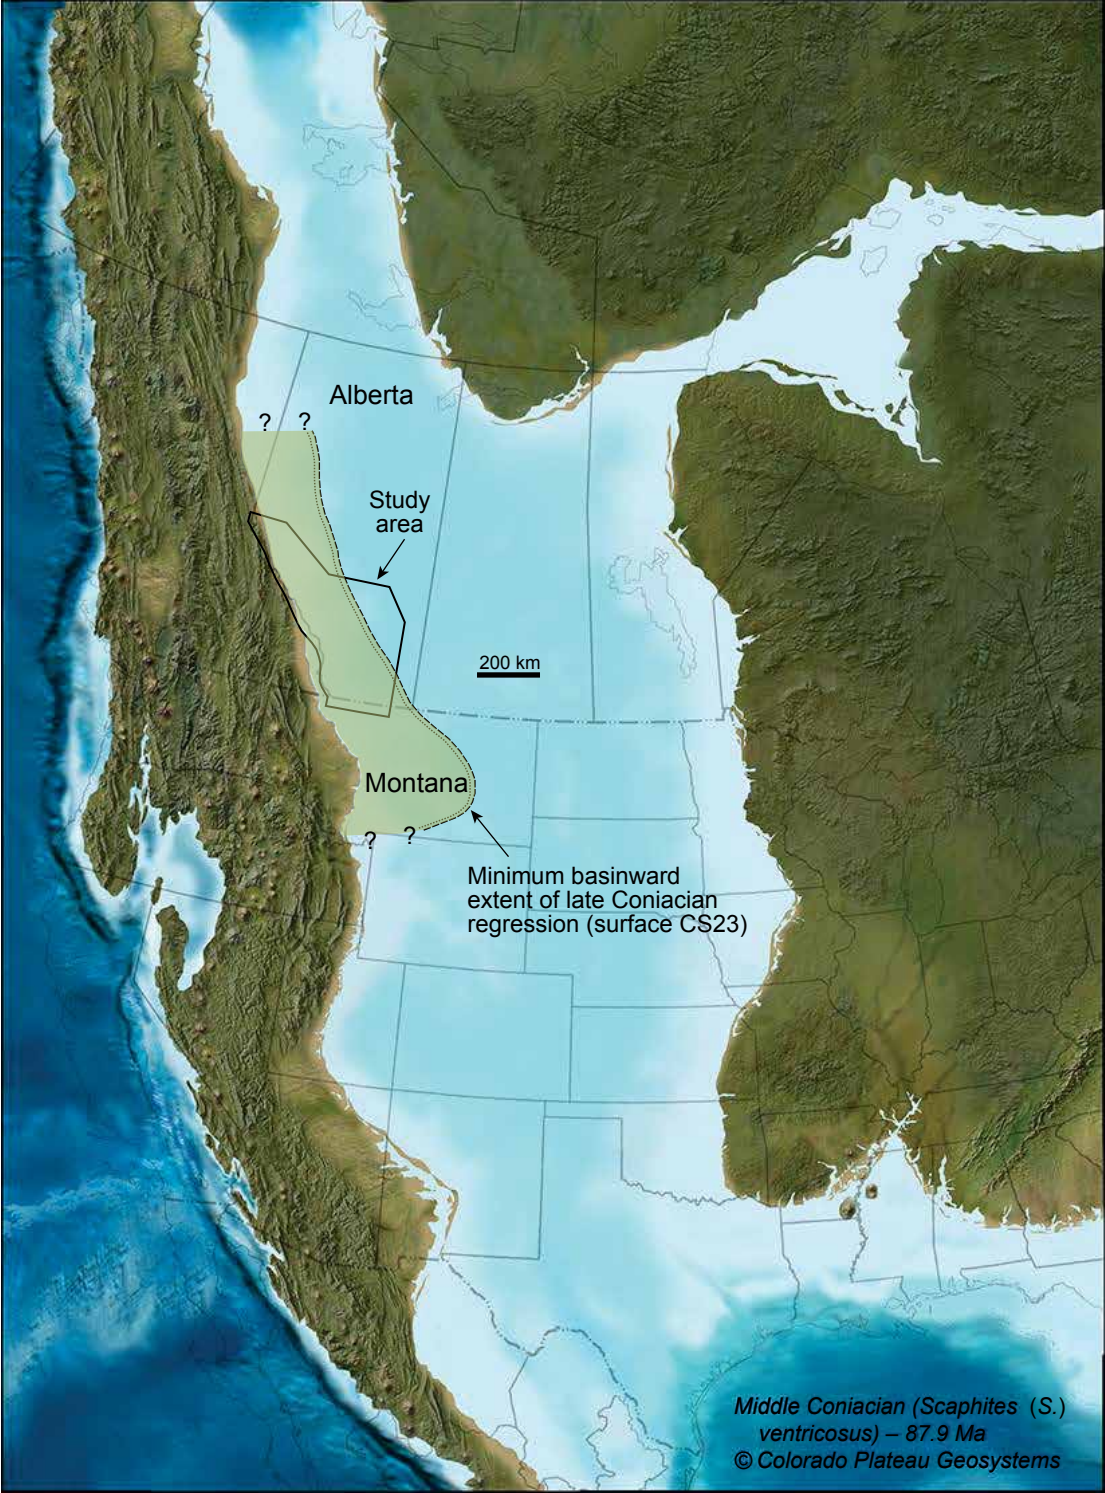 Alberta
? ?
Study
area
200 km
Montana
? ?
Minimum basinward
extent of late Coniacian
regression (surface CS23)
Middle Coniacian (Scaphites (S.)
ventricosus) – 87.9 Ma
© Colorado Plateau Geosystems